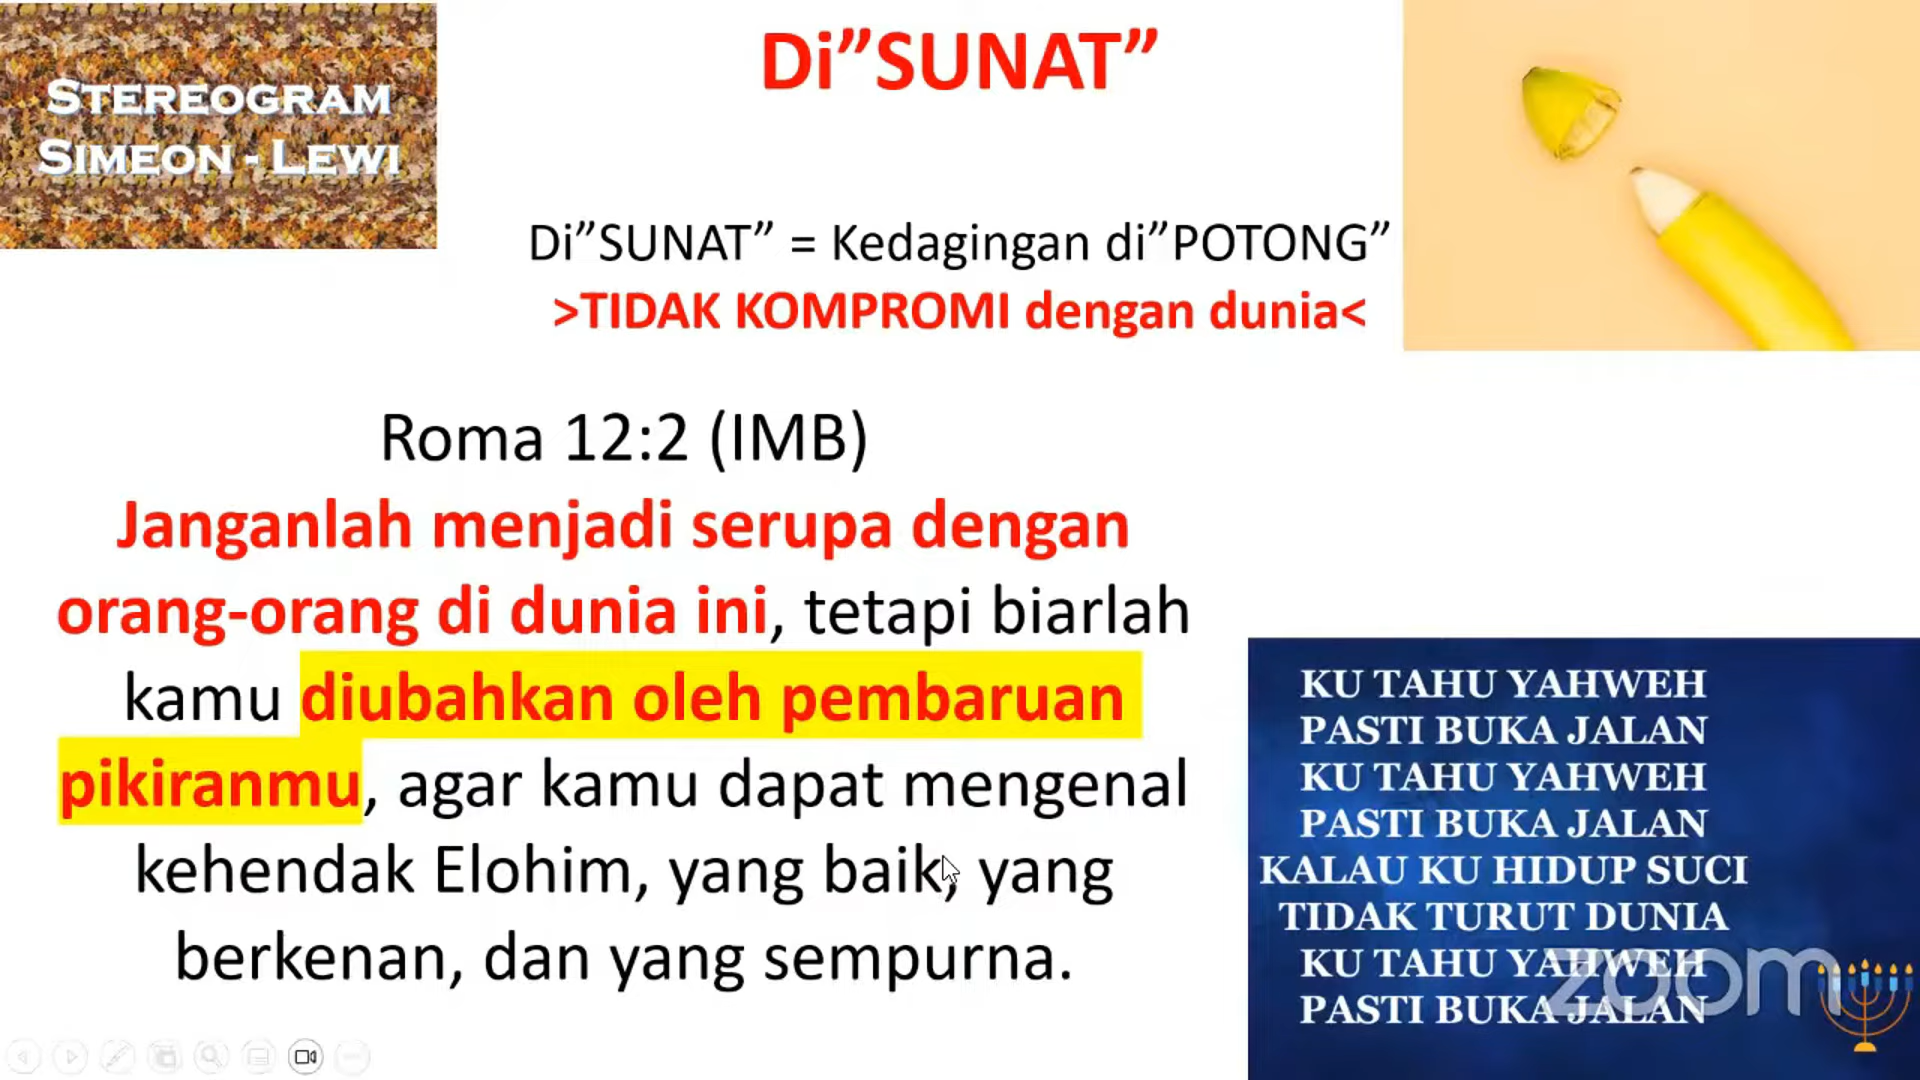 STEREOGRAM
SIMEON - LEWI
Di”SUNAT”
Di”SUNAT” = Kedagingan di”POTONG”
>TIDAK KOMPROMI dengan dunia<
Roma 12:2 (IMB)
Janganlah menjadi serupa dengan
orang-orang di dunia ini, tetapi biarlah
kamu diubahkan oleh pembaruan
pikiranmu, agar kamu dapat mengenal
kehendak Elohim, yang baik, yang
berkenan, dan yang sempurna.
KU TAHU YAHWEH
PASTI BUKA JALAN
KU TAHU YAHWEH
PASTI BUKA JALAN
KALAU KU HIDUP SUCI
TIDAK TURUT DUNIA
KU TAHU YAHWEH
PASTI BUKA JALAN
zoom